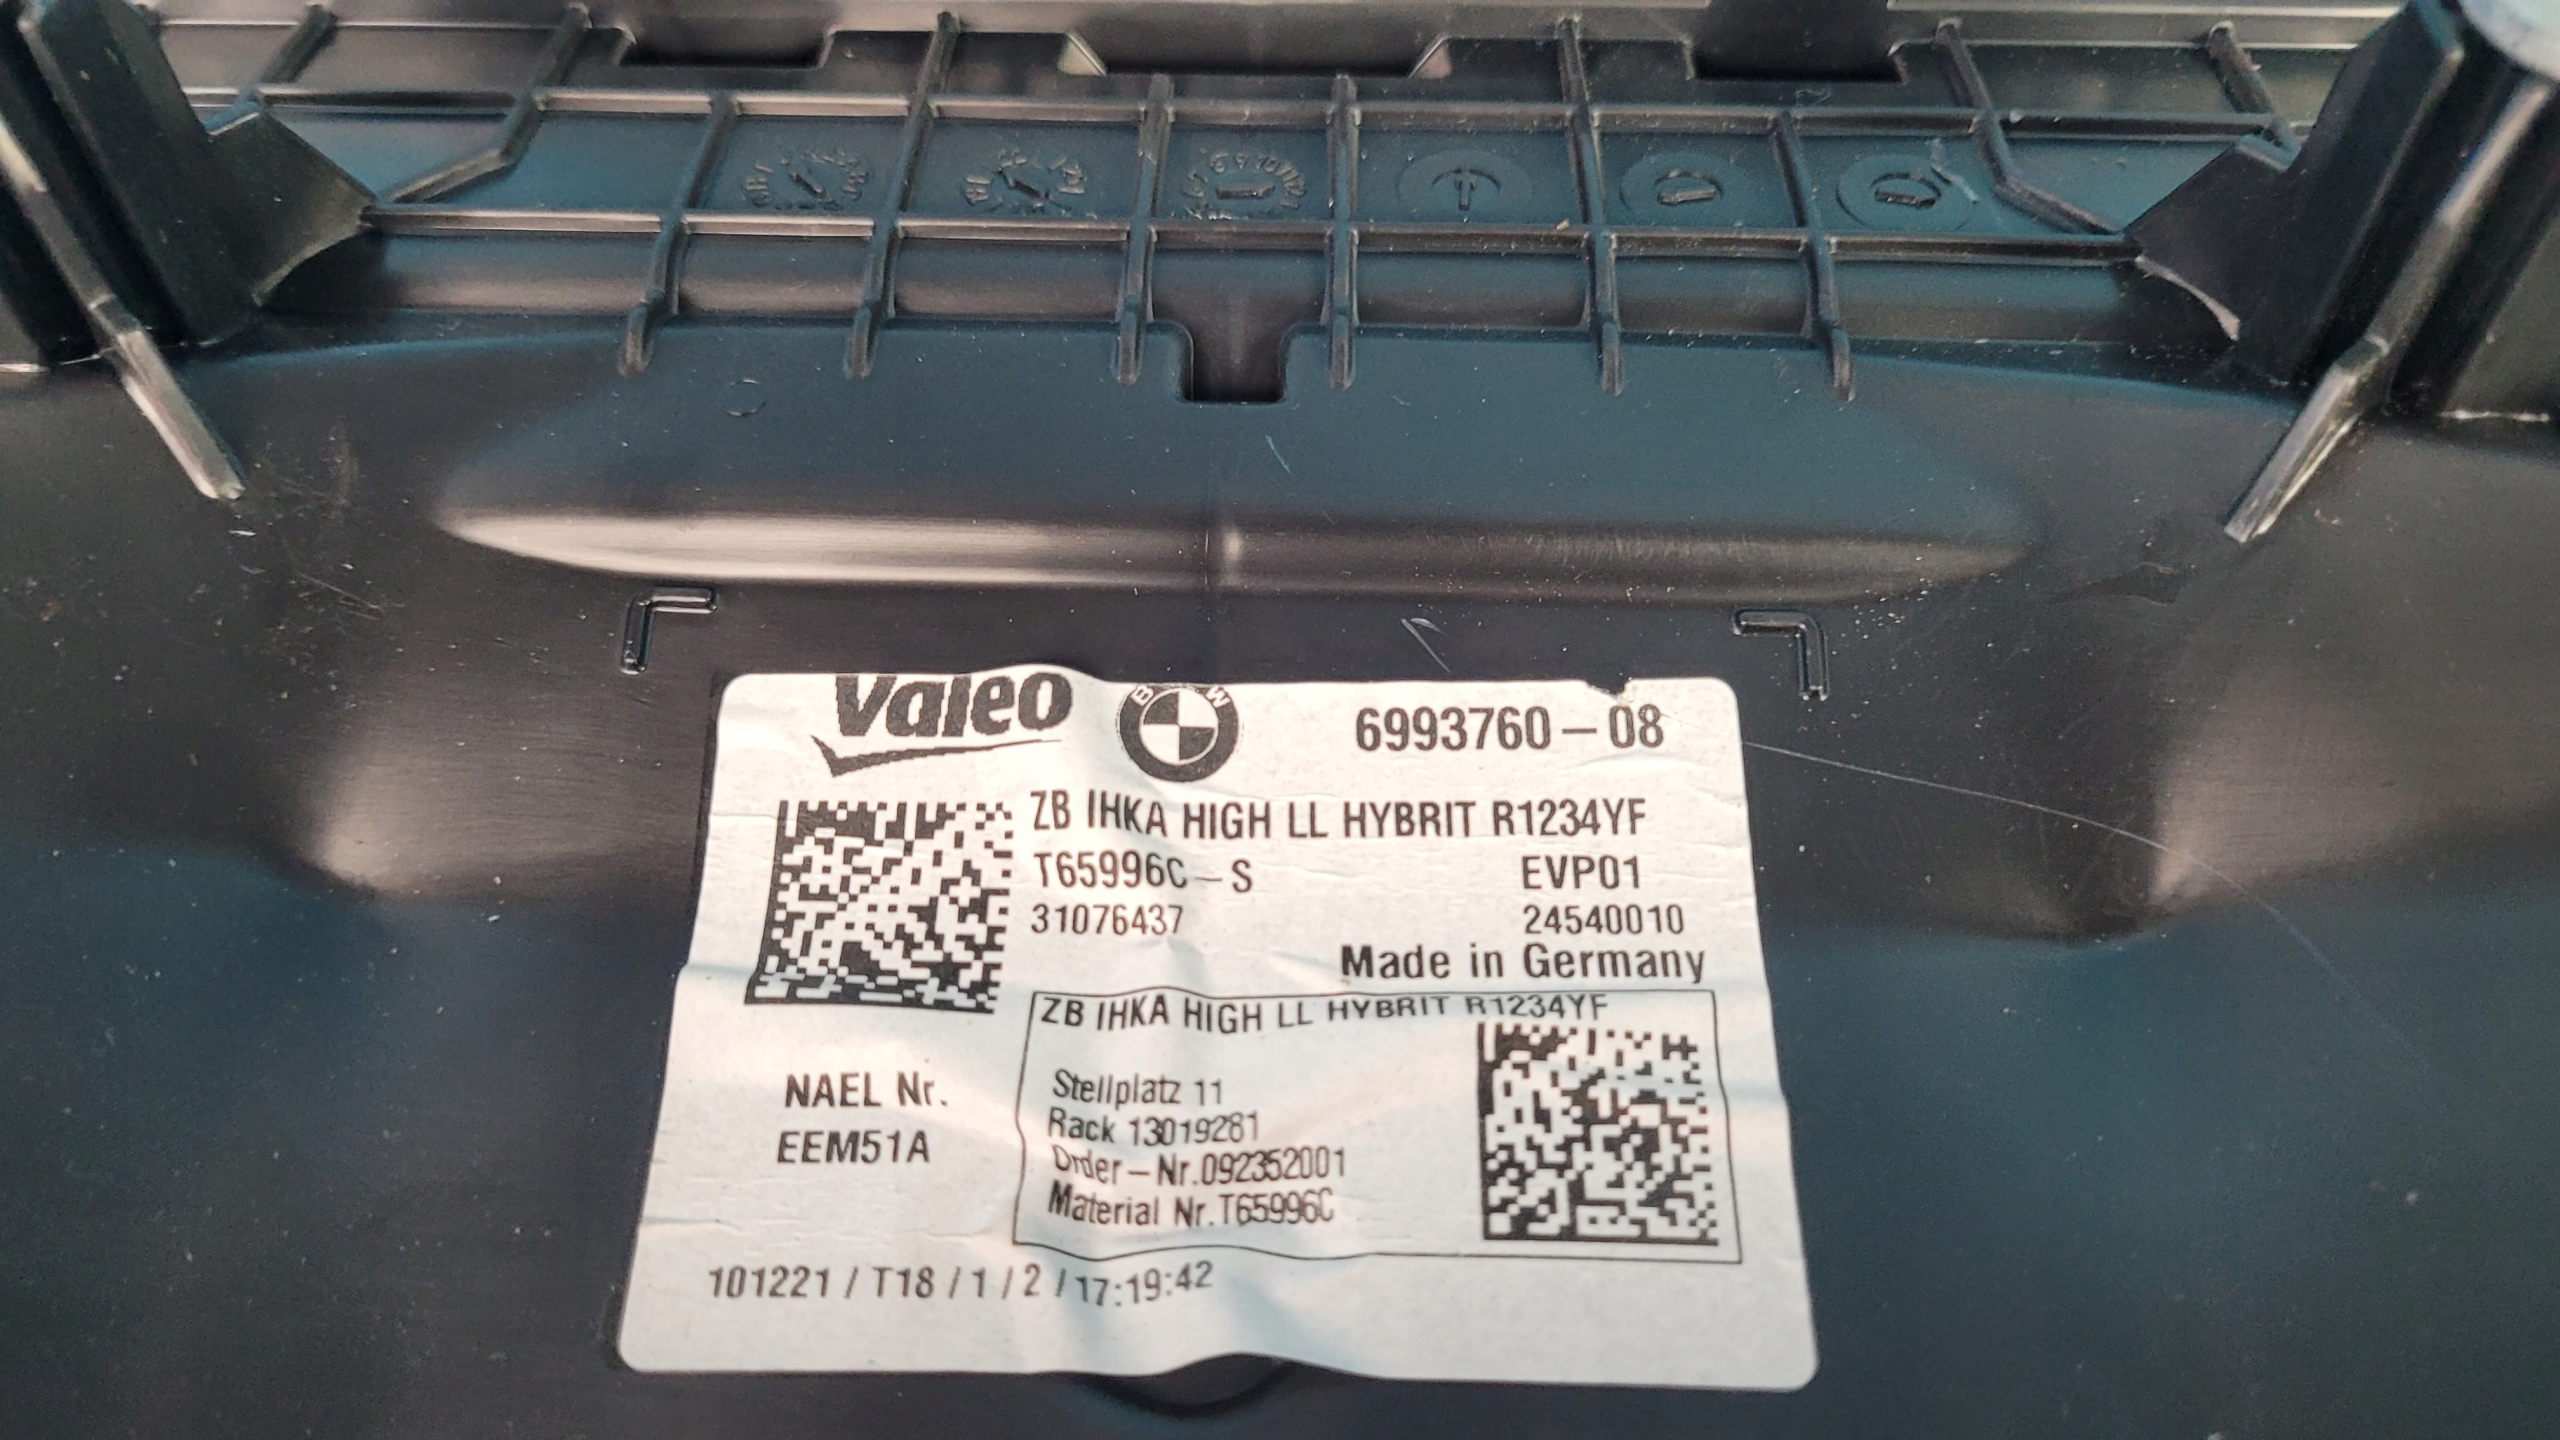 Valeo BMW 6993760-08
ZB IHKA HIGH LL HYBRIT R1234YF
T65996C-S EVP01
31076437 24540010
Made in Germany
ZB IHKA HIGH LL HYBRIT R1234YF
NAEL Nr.
EEM51A
Stellplatz 11
Rack 13019281
Order-Nr.092352001
Material Nr.T65996C
101221/T18/1/2/17:19:42